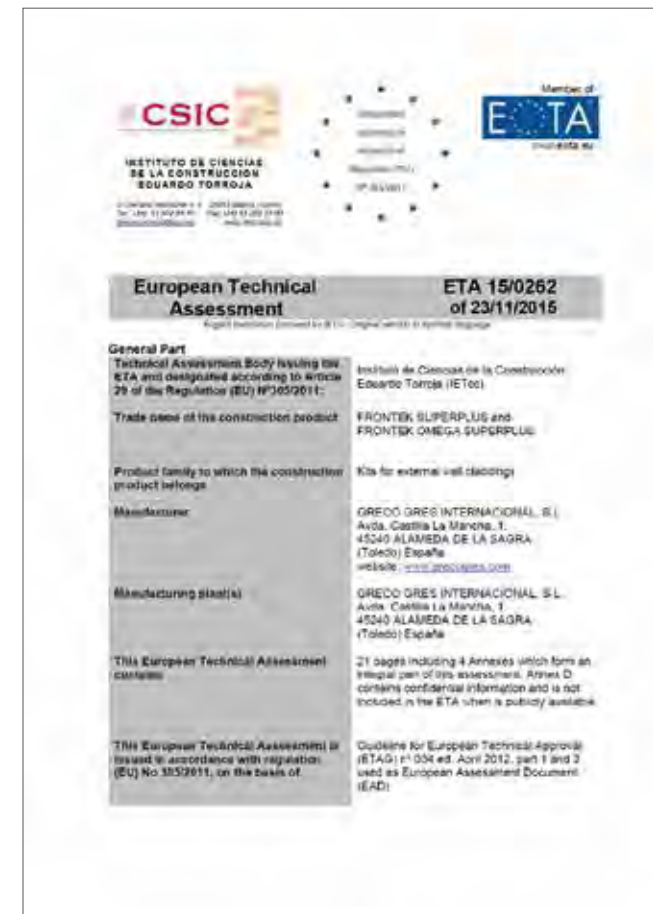 CSIC
INSTITUTO DE CIENCIAS
DE LA CONSTRUCCION
EDUARDO TORROJA
Member of
EOTA
www.eota.eu
European Technical
Assessment
ETA 15/0262
of 23/11/2015
General Part
Technical Assessment Body issuing the
ETA and designated according to Article
29 of the Regulation (EU) Nº305/2011:
Instituto de Ciencias de la Construcción
Eduardo Torroja (IETcc)
Trade name of the construction product
FRONTEK SUPERPLUS and
FRONTEK OMEGA SUPERPLUS
Product family to which the construction
product belongs
Kits for external wall claddings
Manufacturer
GRECO GRES INTERNACIONAL, S.L.
Avda. Castilla La Mancha, 1.
45240 ALAMEDA DE LA SAGRA
(Toledo) España
website: www.grecogres.com
Manufacturing plant(s)
GRECO GRES INTERNACIONAL, S.L.
Avda. Castilla La Mancha, 1
45240 ALAMEDA DE LA SAGRA
(Toledo) España
This European Technical Assessment
contains
21 pages including 4 Annexes which form an
integral part of this assessment. Annex D
contains confidential information and is not
included in the ETA when is publicly available
This European Technical Assessment is
issued in accordance with regulation
(EU) No 305/2011, on the basis of
Guideline for European Technical Approval
(ETAG) nº 034 ed. April 2012, part 1 and 2
used as European Assessment Document
(EAD)